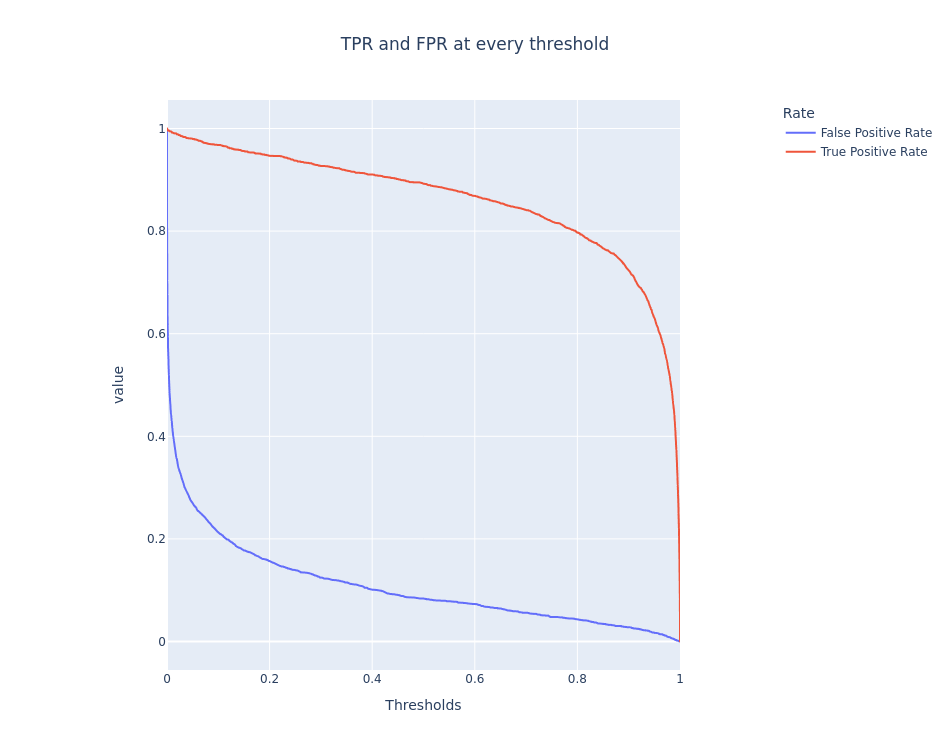 TPR and FPR at every threshold
Rate
False Positive Rate
True Positive Rate
value
1
0.8
0.6
0.4
0.2
0
0
0.2
0.4
0.6
0.8
1
Thresholds